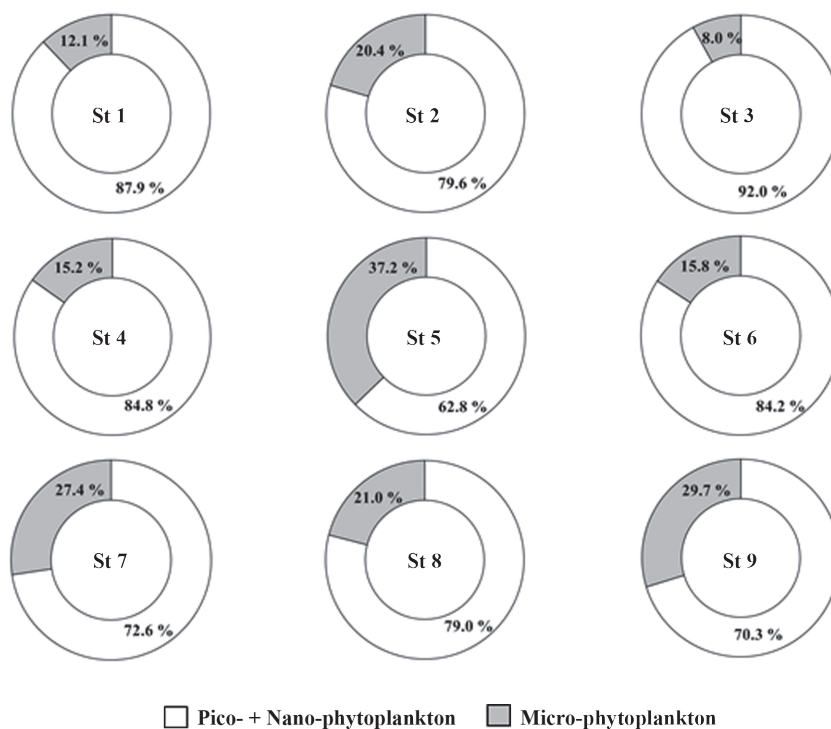 12.1 %
St 1
87.9 %
20.4 %
St 2
79.6 %
8.0 %
St 3
92.0 %
15.2 %
St 4
84.8 %
37.2 %
St 5
62.8 %
15.8 %
St 6
84.2 %
27.4 %
St 7
72.6 %
21.0 %
St 8
79.0 %
29.7 %
St 9
70.3 %
Pico- + Nano-phytoplankton
Micro-phytoplankton